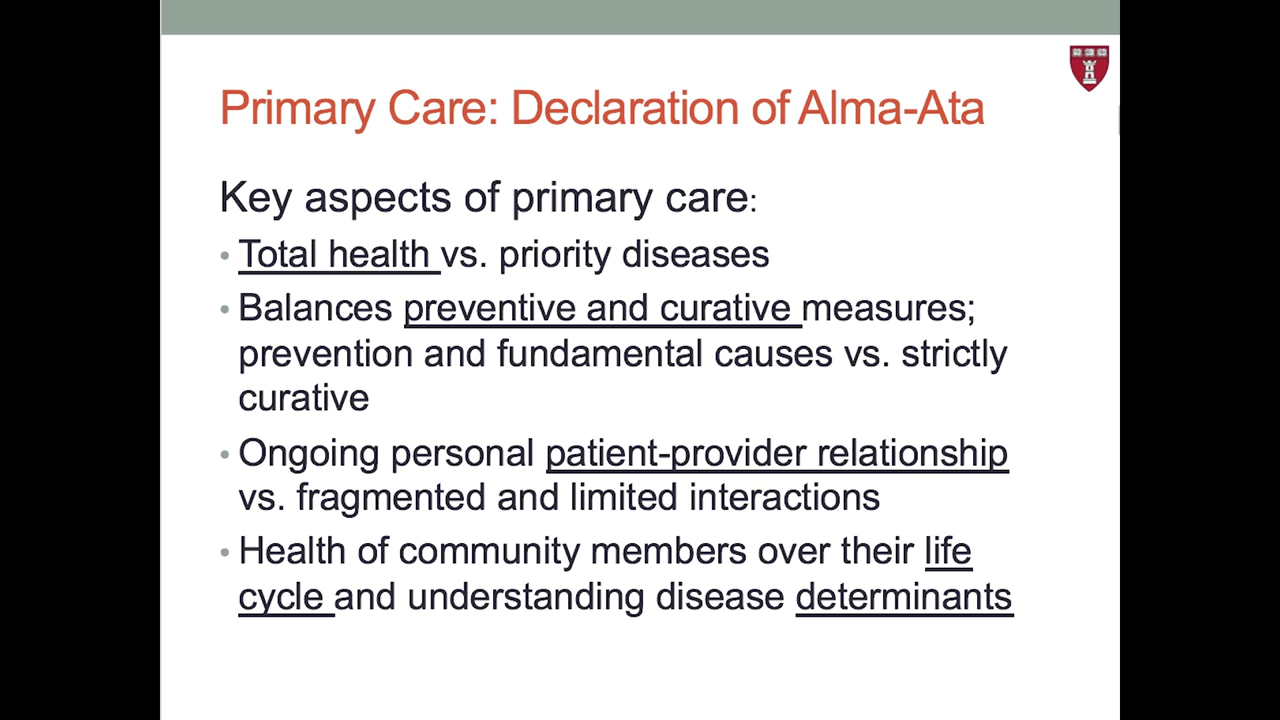 Primary Care: Declaration of Alma-Ata
Key aspects of primary care:
• Total health vs. priority diseases
• Balances preventive and curative measures;
prevention and fundamental causes vs. strictly
curative
• Ongoing personal patient-provider relationship
vs. fragmented and limited interactions
• Health of community members over their life
cycle and understanding disease determinants